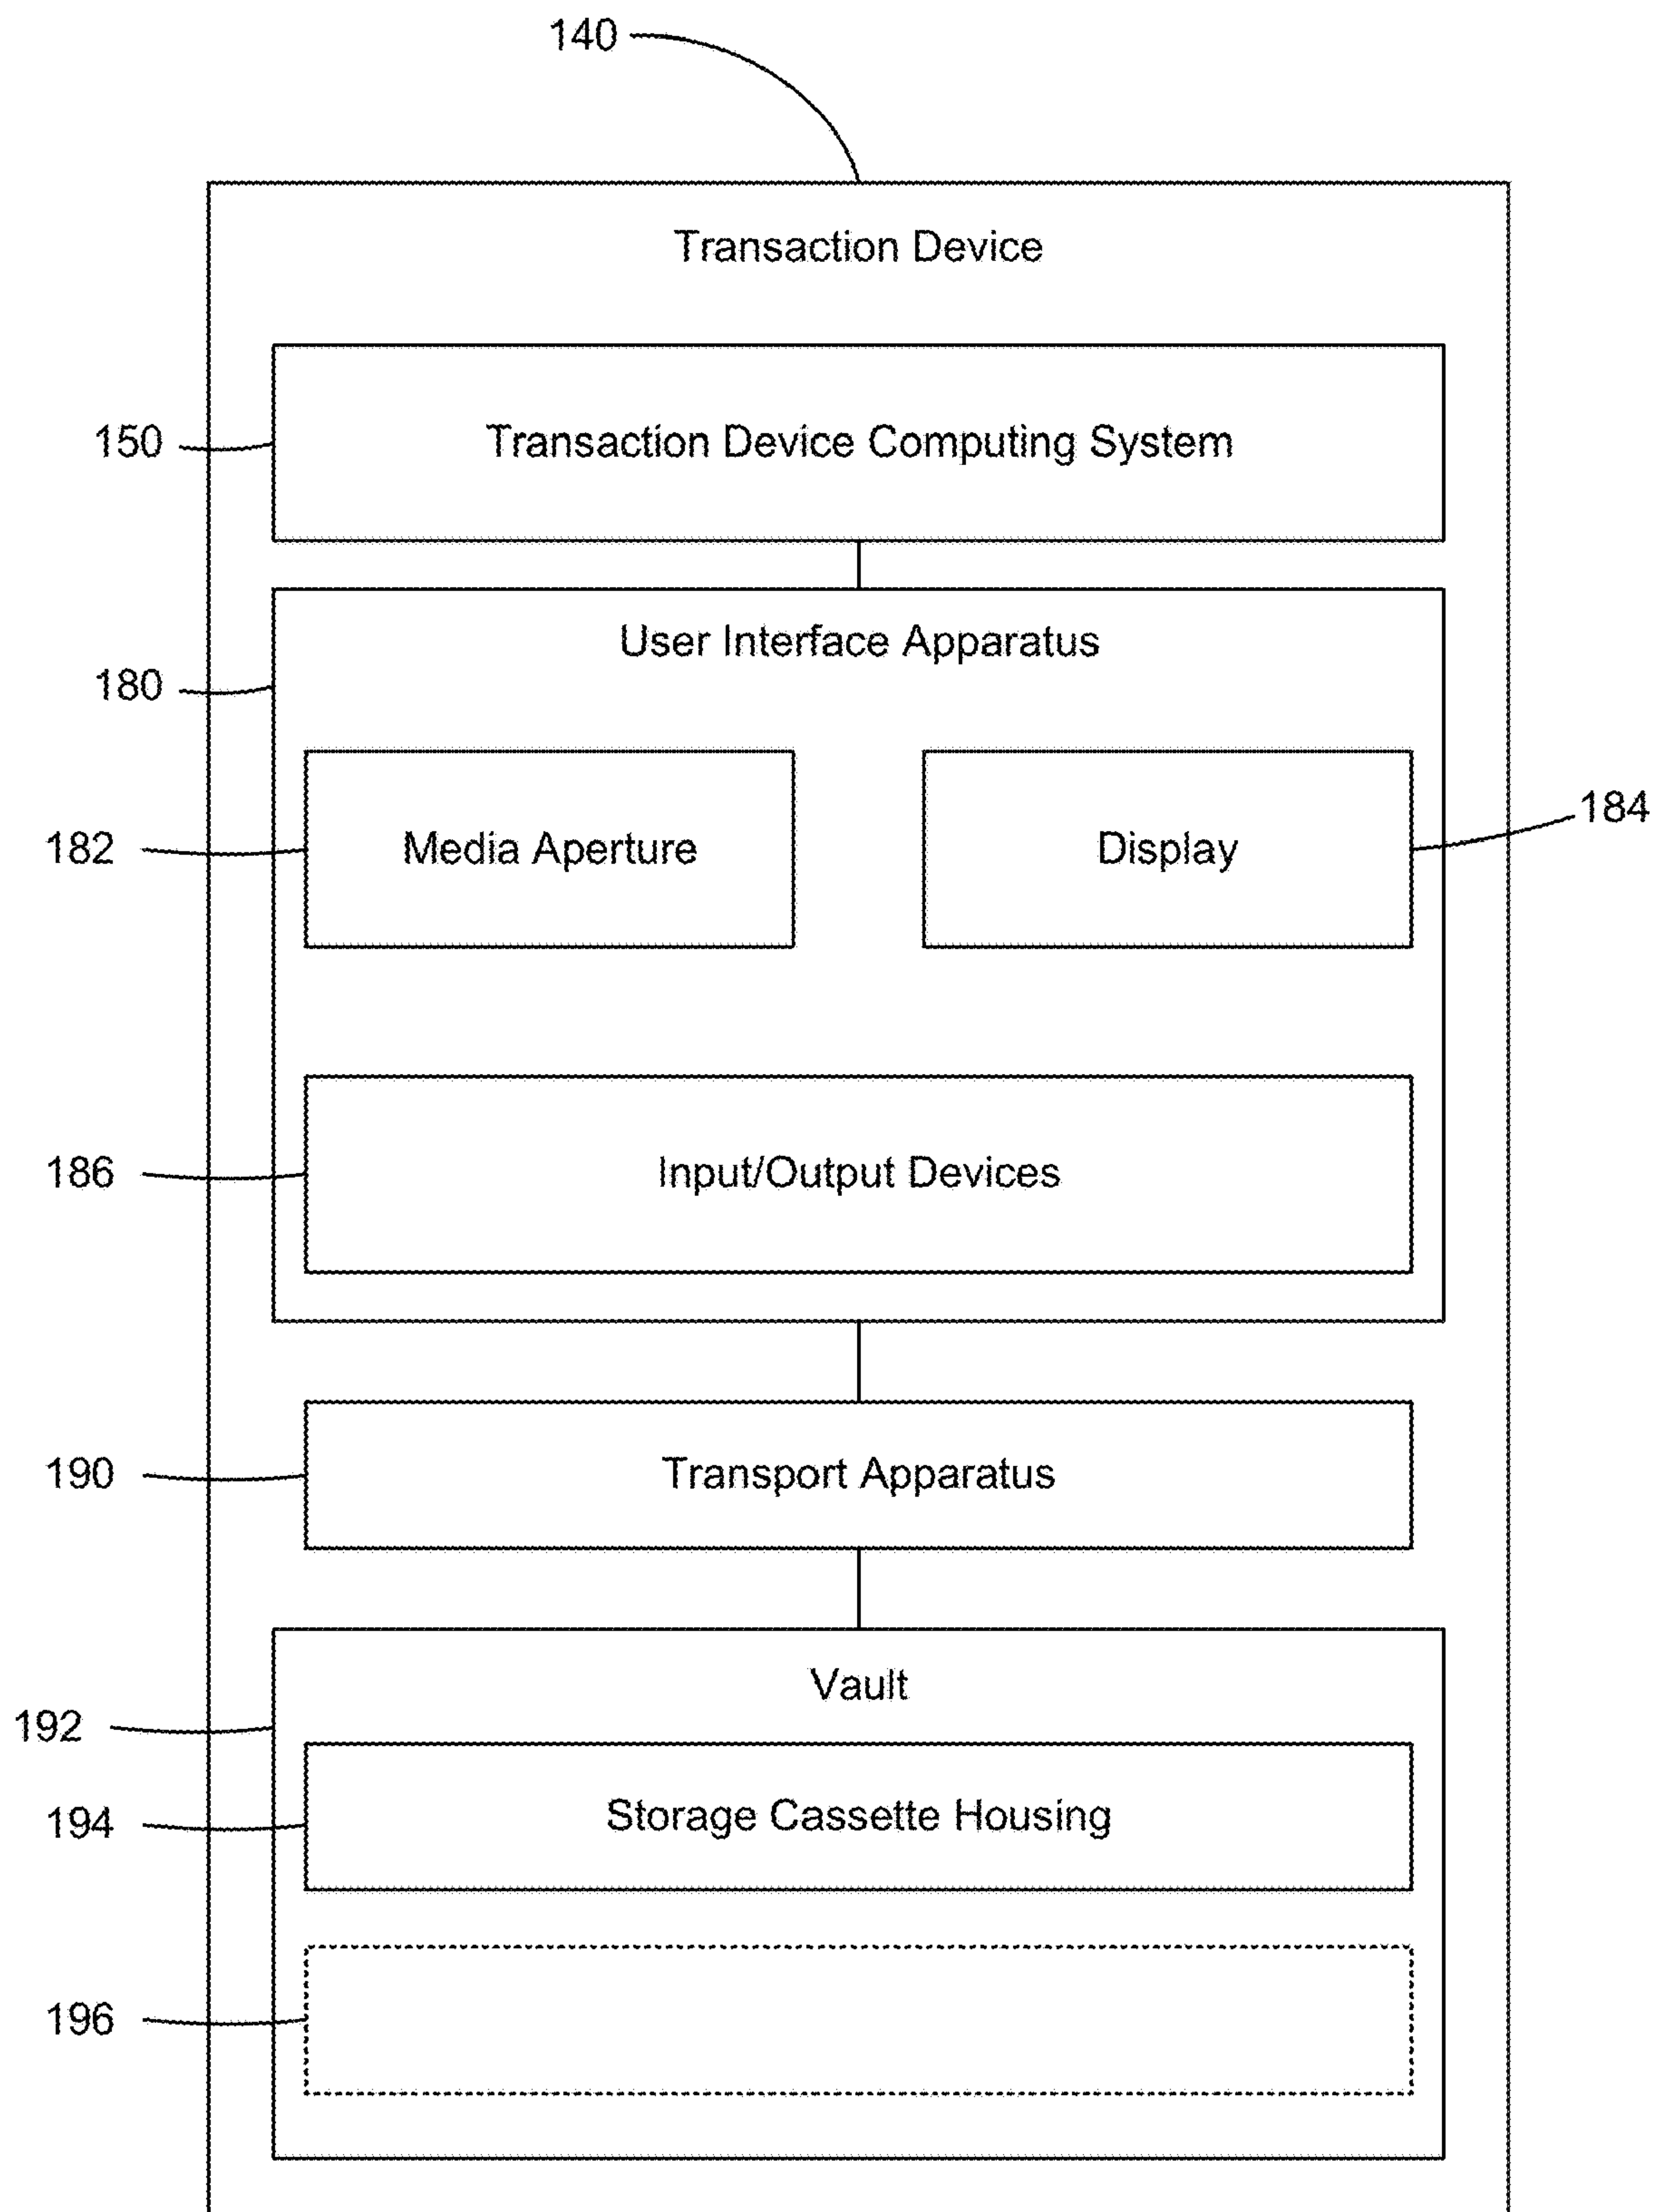 140
Transaction Device
150
Transaction Device Computing System
User Interface Apparatus
180
184
182
Media Aperture
Display
186
Input/Output Devices
190
Transport Apparatus
Vault
192
194
Storage Cassette Housing
196